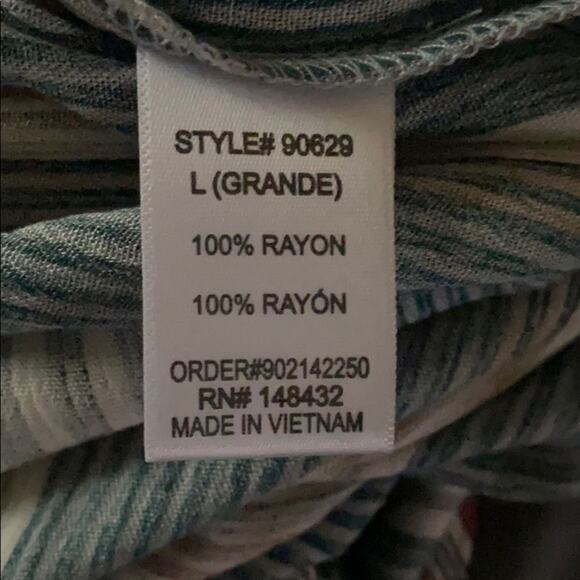 STYLE# 90629
L (GRANDE)
100% RAYON
100% RAYÓN
ORDER#902142250
RN# 148432
MADE IN VIETNAM